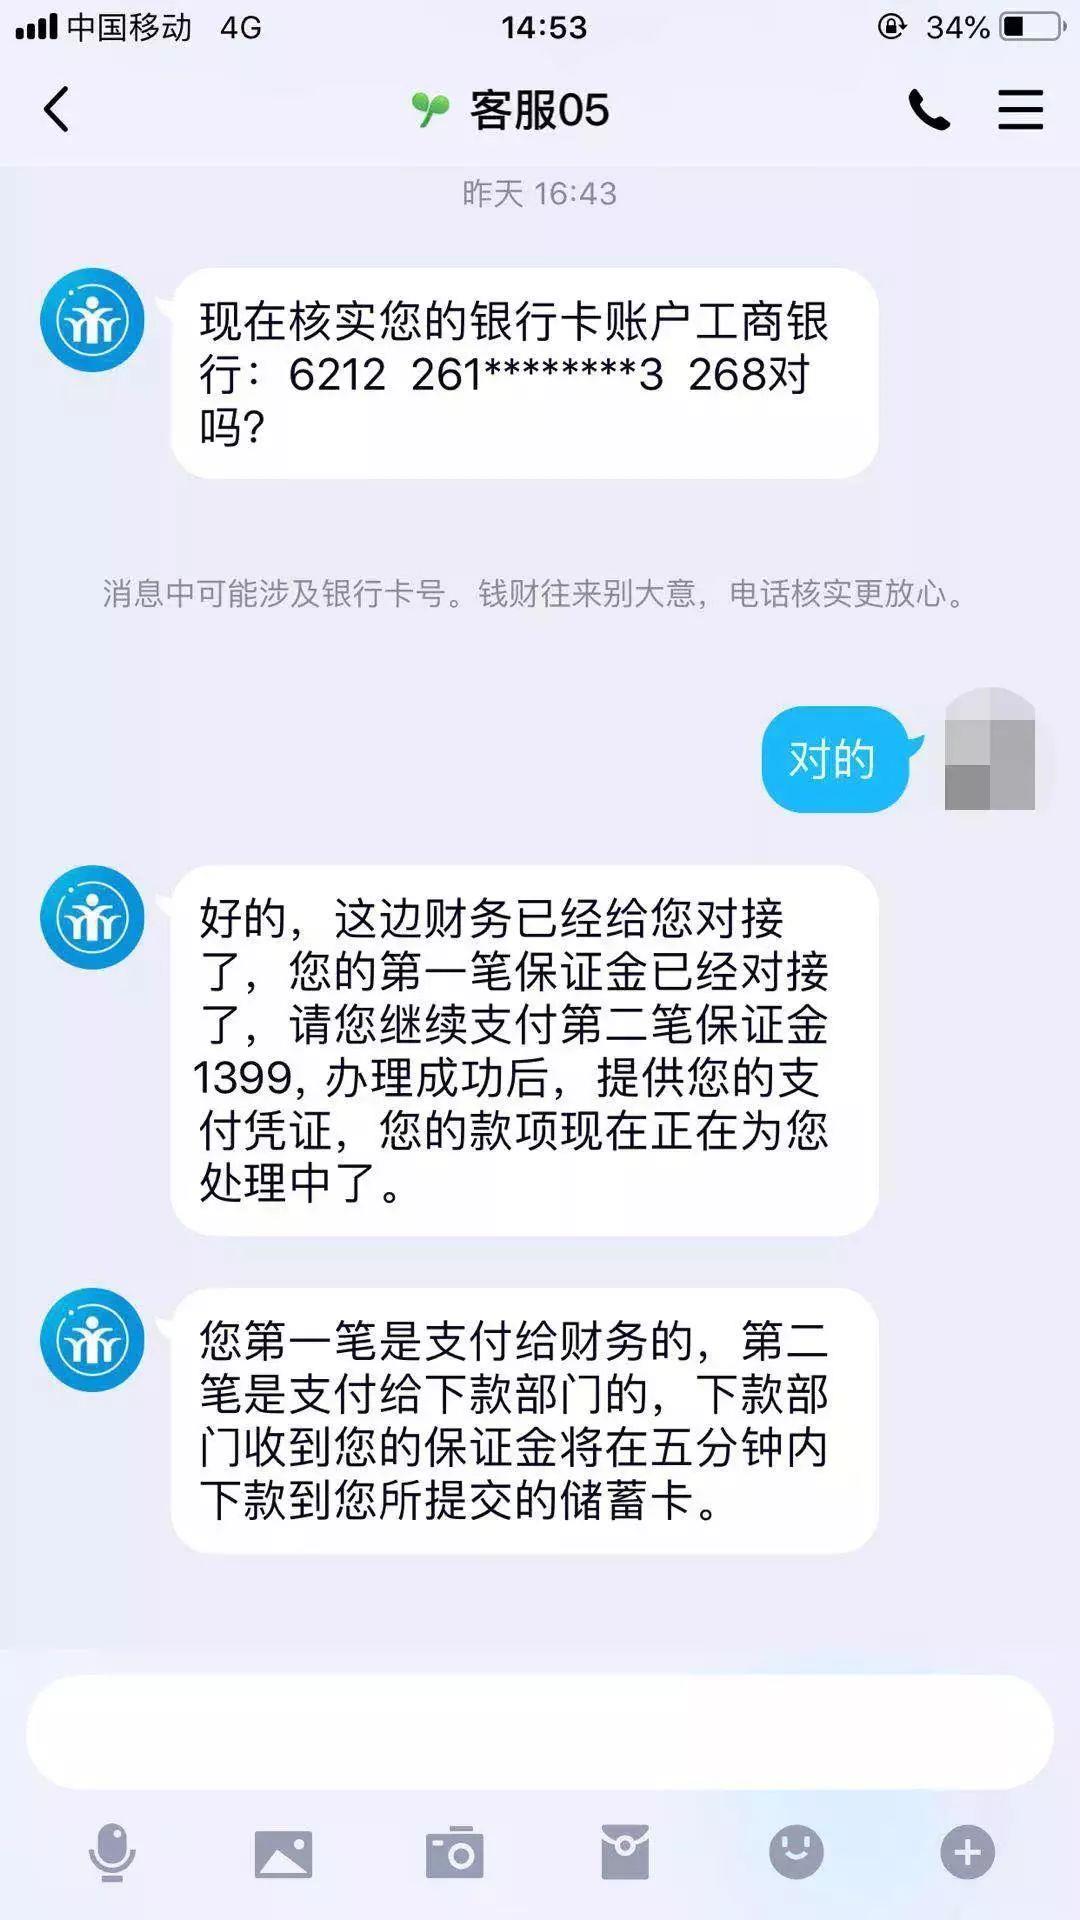 中国移动 4G 14:53 34%
客服05
昨天 16:43
现在核实您的银行卡账户工商银
行：6212 261********3 268对
吗?
消息中可能涉及银行卡号。钱财往来别大意，电话核实更放心。
对的
好的，这边财务已经给您对接
了，您的第一笔保证金已经对接
了，请您继续支付第二笔保证金
1399, 办理成功后，提供您的支
付凭证，您的款项现在正在为您
处理中了。
您第一笔是支付给财务的，第二
笔是支付给下款部门的，下款部
门收到您的保证金将在五分钟内
下款到您所提交的储蓄卡。